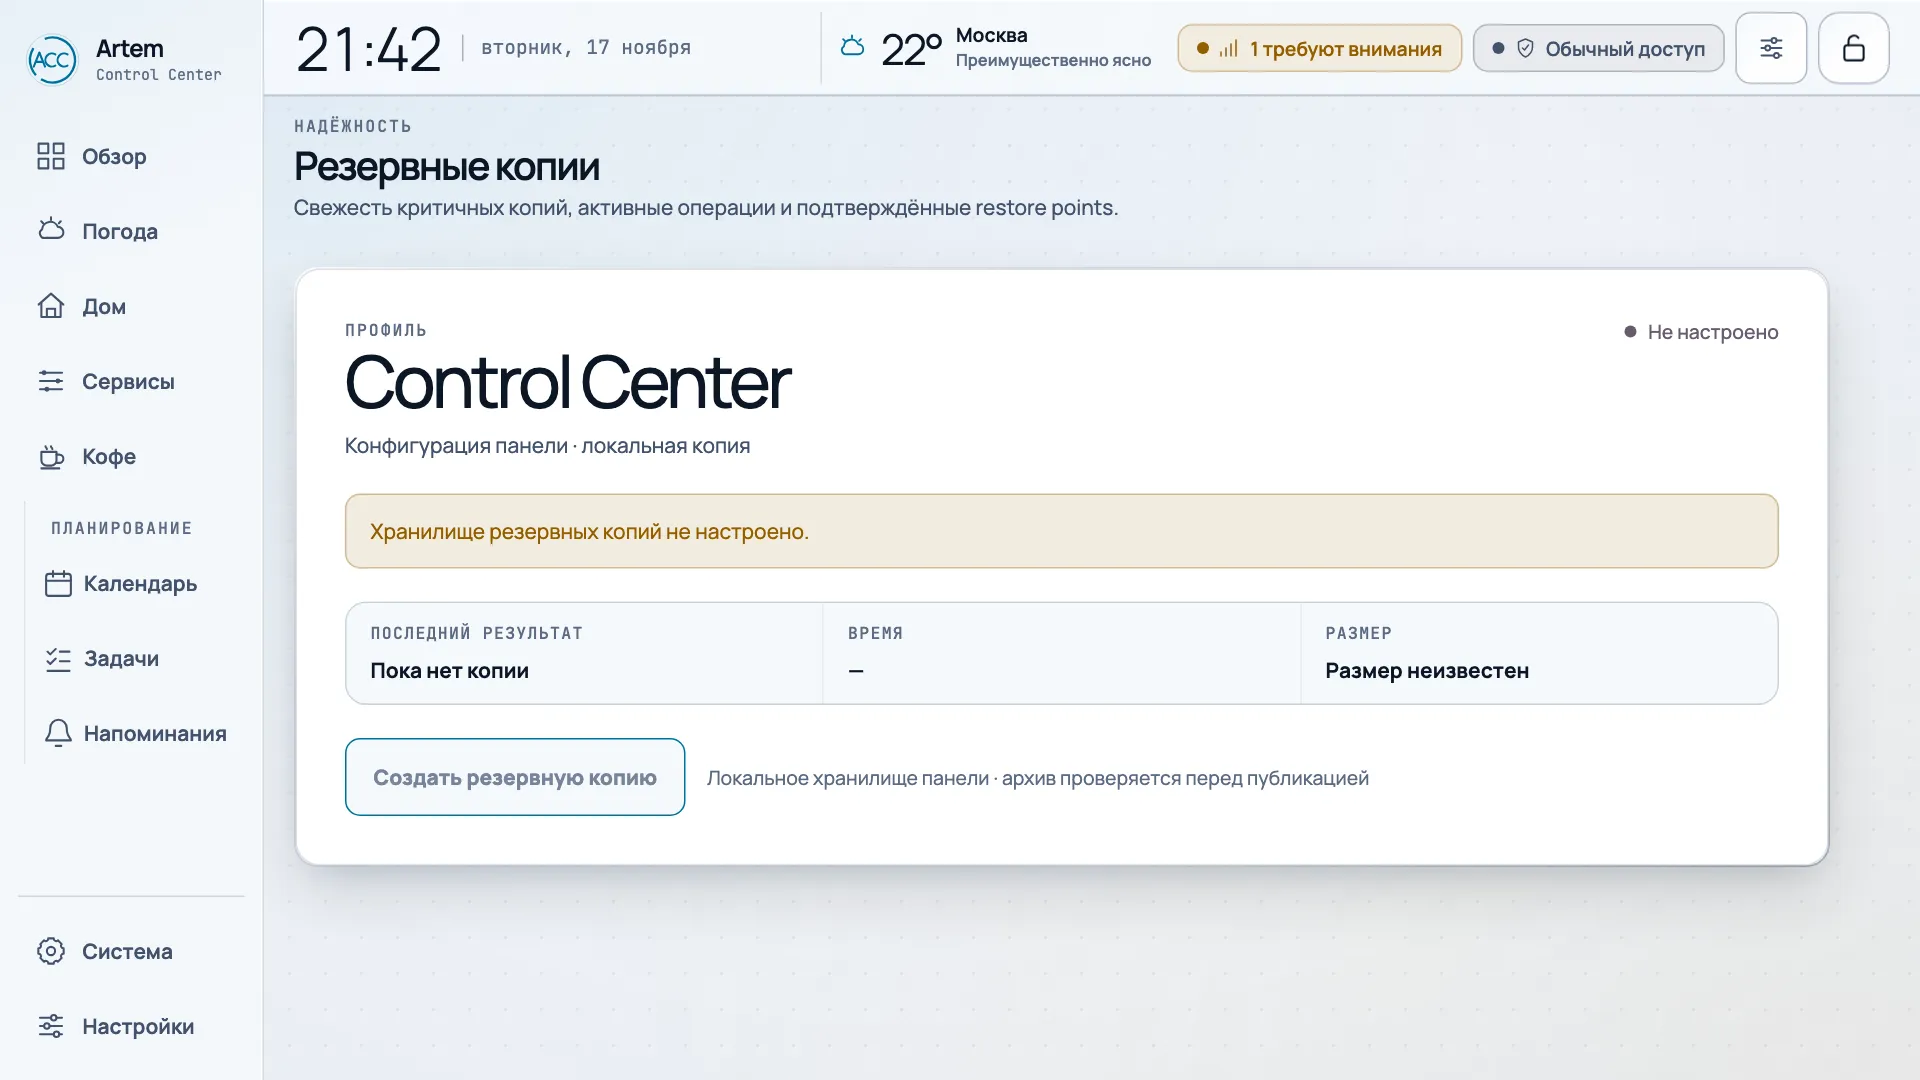 ACC
Artem
Control Center
Обзор
Погода
Дом
Сервисы
Кофе
ПЛАНИРОВАНИЕ
Календарь
Задачи
Напоминания
Система
Настройки
21:42
вторник, 17 ноября
22°
Москва
Преимущественно ясно
1 требуют внимания
Обычный доступ
НАДЁЖНОСТЬ
Резервные копии
Свежесть критичных копий, активные операции и подтверждённые restore points.
ПРОФИЛЬ
Не настроено
Control Center
Конфигурация панели · локальная копия
Хранилище резервных копий не настроено.
ПОСЛЕДНИЙ РЕЗУЛЬТАТ
Пока нет копии
ВРЕМЯ
—
РАЗМЕР
Размер неизвестен
Создать резервную копию
Локальное хранилище панели · архив проверяется перед публикацией